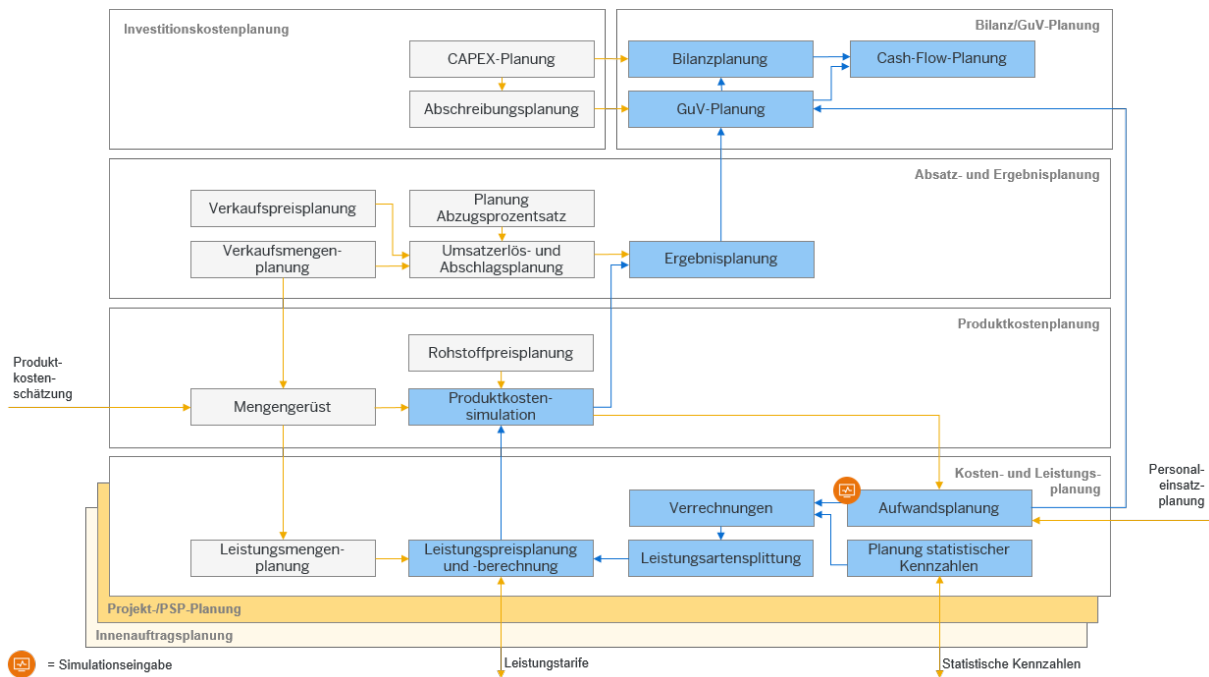 Investitionskostenplanung
Bilanz/GuV-Planung
CAPEX-Planung
Bilanzplanung
Cash-Flow-Planung
Abschreibungsplanung
GuV-Planung
Absatz- und Ergebnisplanung
Verkaufspreisplanung
Planung
Abzugsprozentsatz
Verkaufsmengen-
planung
Umsatzerlös- und
Abschlagsplanung
Ergebnisplanung
Produktkostenplanung
Rohstoffpreisplanung
Produkt-
kosten-
schätzung
Mengengerüst
Produktkosten-
simulation
Kosten- und Leistungs-
planung
Personal-
einsatz-
planung
Verrechnungen
Aufwandsplanung
Leistungsmengen-
planung
Leistungspreisplanung
und -berechnung
Leistungsartensplittung
Planung statistischer
Kennzahlen
Projekt-/PSP-Planung
Innenauftragsplanung
= Simulationseingabe
Leistungstarife
Statistische Kennzahlen